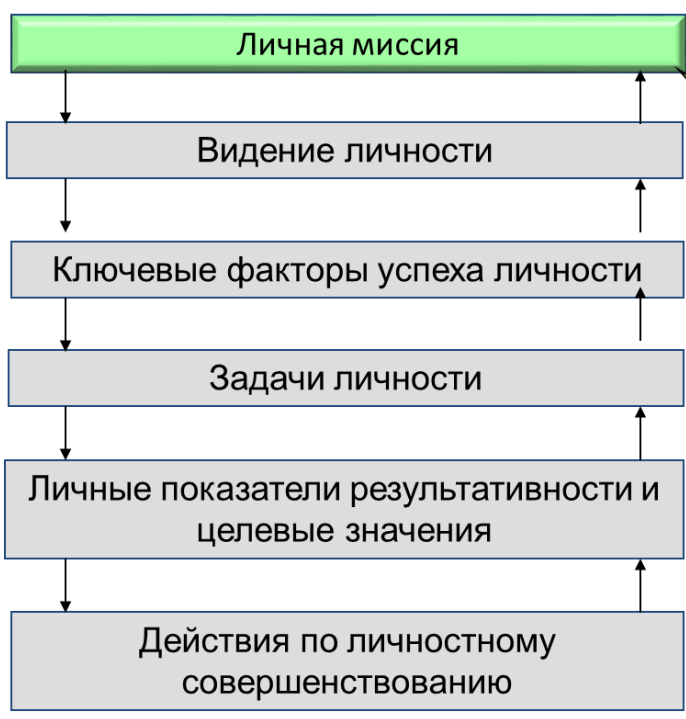 Личная миссия
Видение личности
Ключевые факторы успеха личности
Задачи личности
Личные показатели результативности и
целевые значения
Действия по личностному
совершенствованию